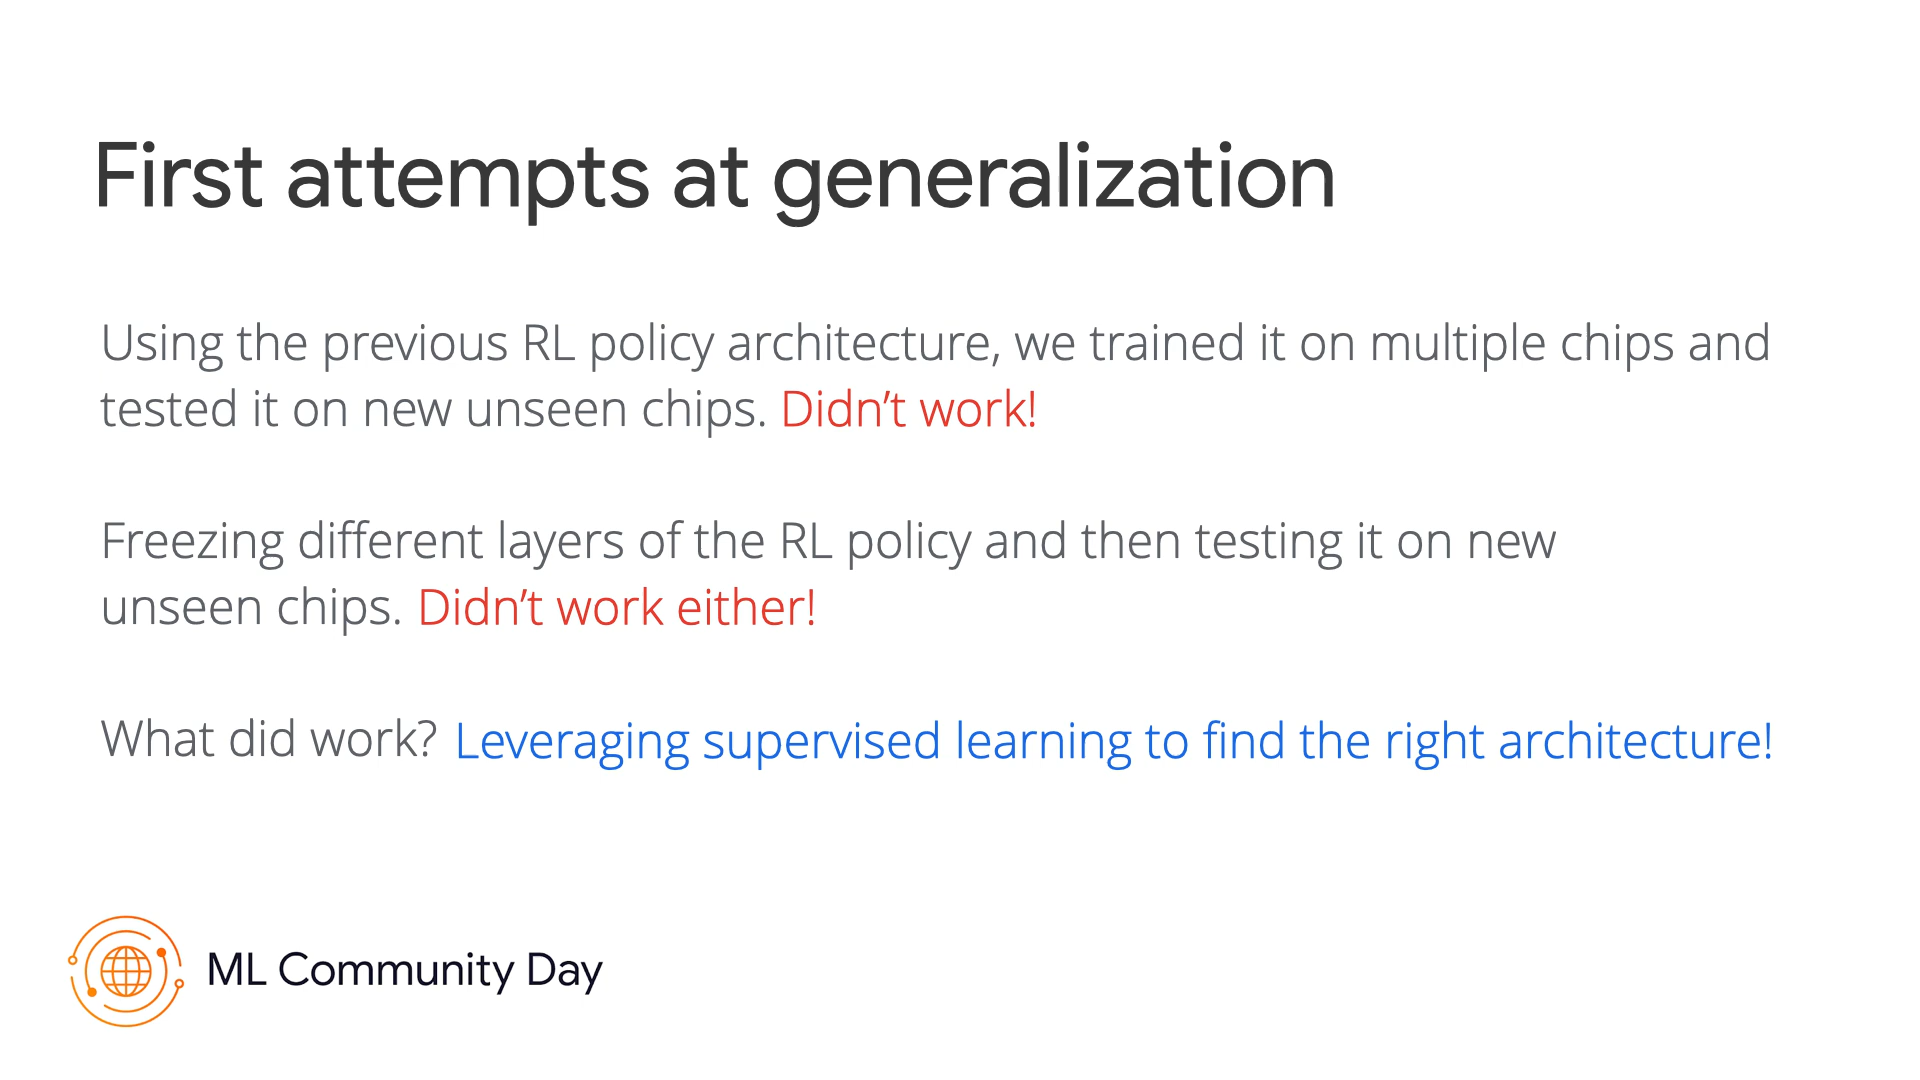 First attempts at generalization
Using the previous RL policy architecture, we trained it on multiple chips and
tested it on new unseen chips. Didn’t work!
Freezing different layers of the RL policy and then testing it on new
unseen chips. Didn’t work either!
What did work? Leveraging supervised learning to find the right architecture!
ML Community Day